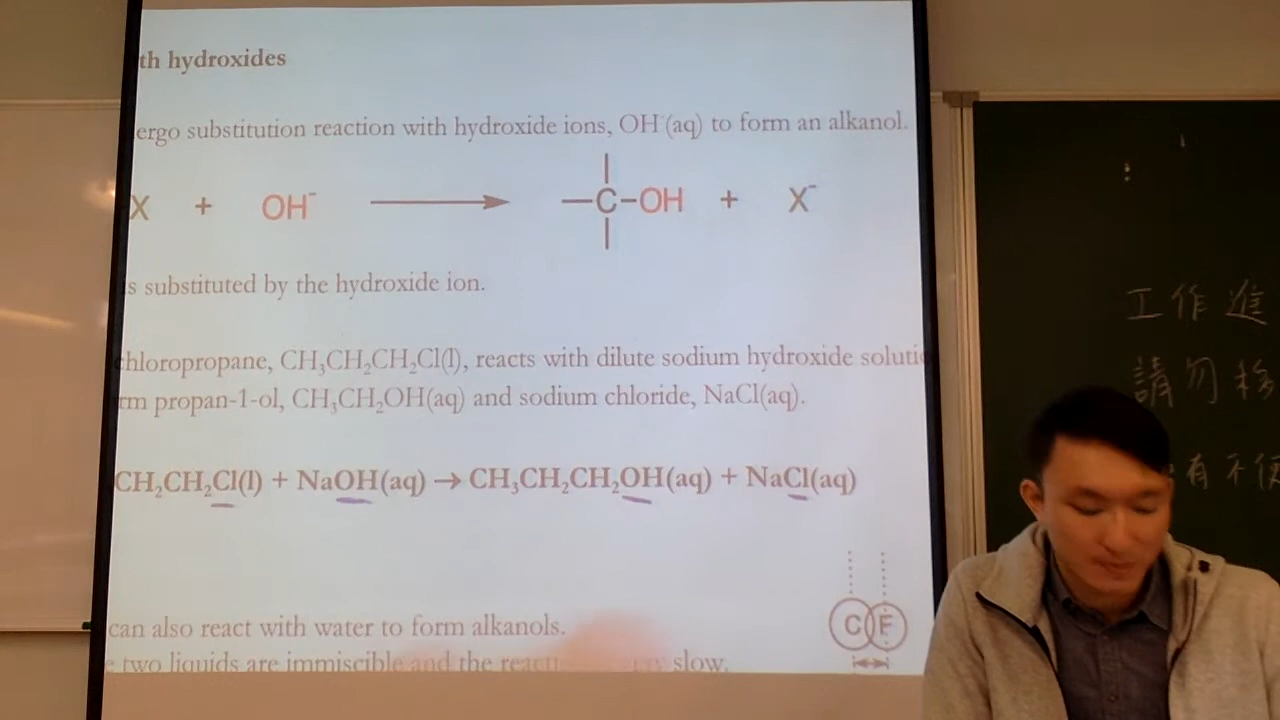 th hydroxides
ergo substitution reaction with hydroxide ions, OH⁻(aq) to form an alkanol.
X + OH⁻ → —C–OH + X⁻
s substituted by the hydroxide ion.
chloropropane, CH₃CH₂CH₂Cl(l), reacts with dilute sodium hydroxide solutio
rm propan-1-ol, CH₃CH₂OH(aq) and sodium chloride, NaCl(aq).
CH₂CH₂Cl(l) + NaOH(aq) → CH₃CH₂CH₂OH(aq) + NaCl(aq)
C F
can also react with water to form alkanols.
e two liquids are immiscible and the slow.
工作進
請勿
有不便